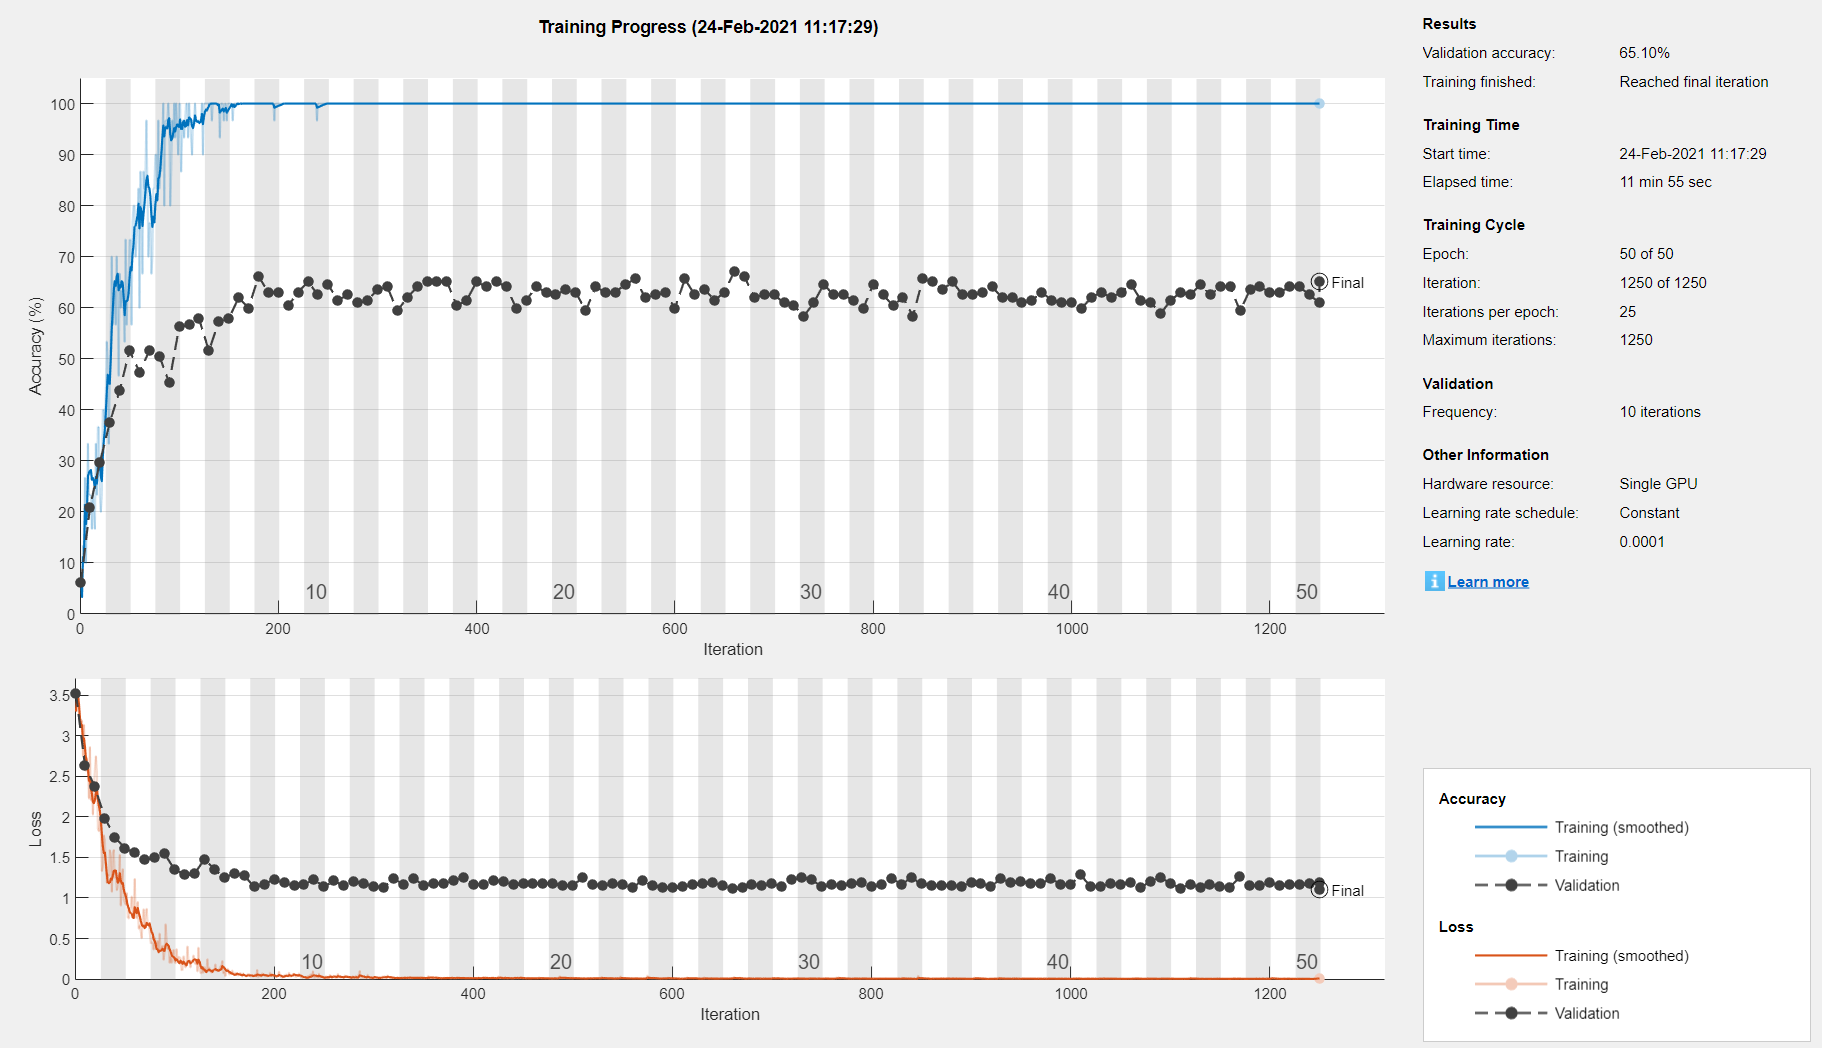 Training Progress (24-Feb-2021 11:17:29)
100
90
80
70
60
50
40
30
20
10
0
Accuracy (%)
Final
10
20
30
40
50
0
200
400
600
800
1000
1200
Iteration
3.5
3
2.5
2
1.5
1
0.5
0
Loss
Final
10
20
30
40
50
0
200
400
600
800
1000
1200
Iteration
Results
Validation accuracy: 65.10%
Training finished: Reached final iteration
Training Time
Start time: 24-Feb-2021 11:17:29
Elapsed time: 11 min 55 sec
Training Cycle
Epoch: 50 of 50
Iteration: 1250 of 1250
Iterations per epoch: 25
Maximum iterations: 1250
Validation
Frequency: 10 iterations
Other Information
Hardware resource: Single GPU
Learning rate schedule: Constant
Learning rate: 0.0001
i Learn more
Accuracy
Training (smoothed)
Training
Validation
Loss
Training (smoothed)
Training
Validation